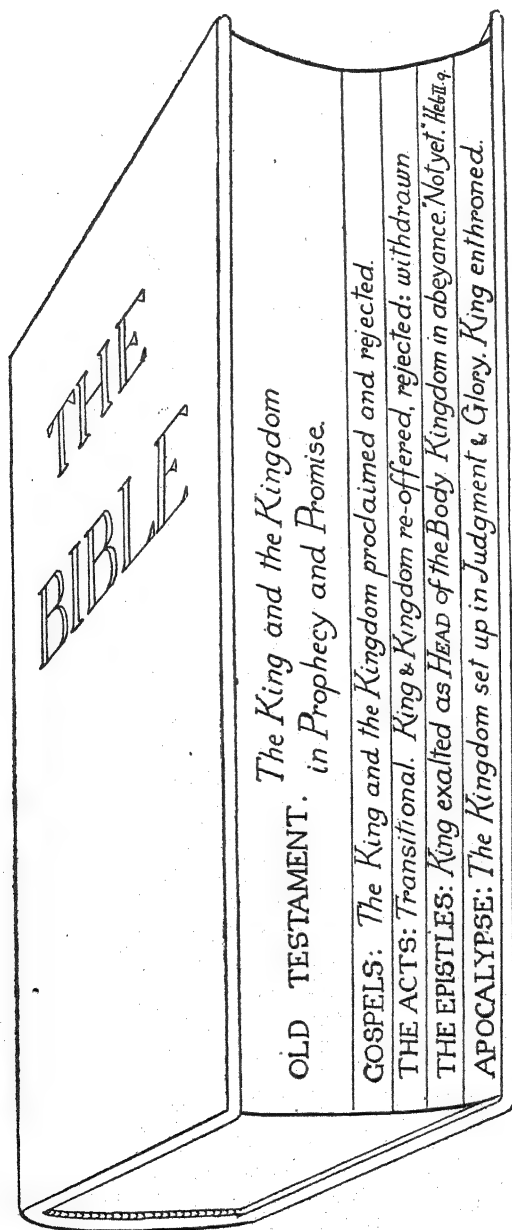 THE
BIBLE
OLD TESTAMENT. The King and the Kingdom
in Prophecy and Promise.
GOSPELS: The King and the Kingdom proclaimed and rejected.
THE ACTS: Transitional. King & Kingdom re-offered, rejected: withdrawn
THE EPISTLES: King exalted as HEAD of the Body. Kingdom in abeyance. "Not yet." Heb II. 9.
APOCALYPSE: The Kingdom set up in Judgment & Glory. King enthroned.